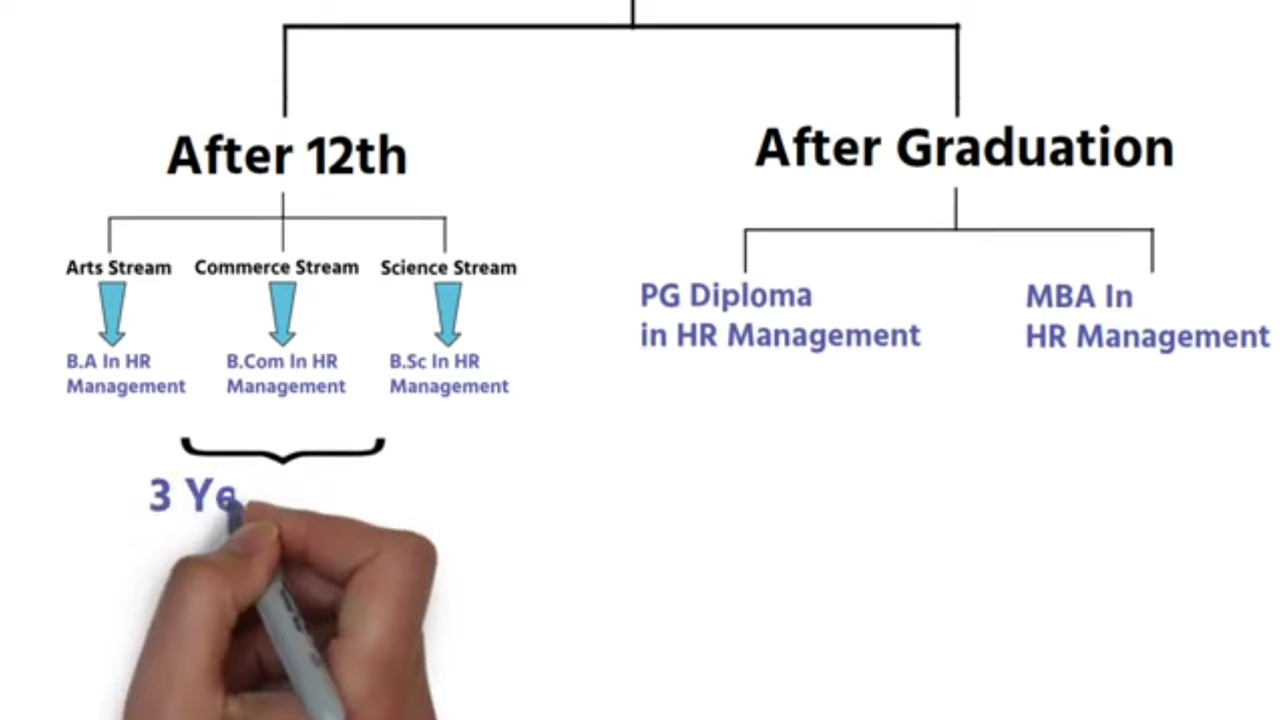 After 12th
After Graduation
Arts Stream
Commerce Stream
Science Stream
B.A In HR
Management
B.Com In HR
Management
B.Sc In HR
Management
PG Diploma
in HR Management
MBA In
HR Management
3 Ye